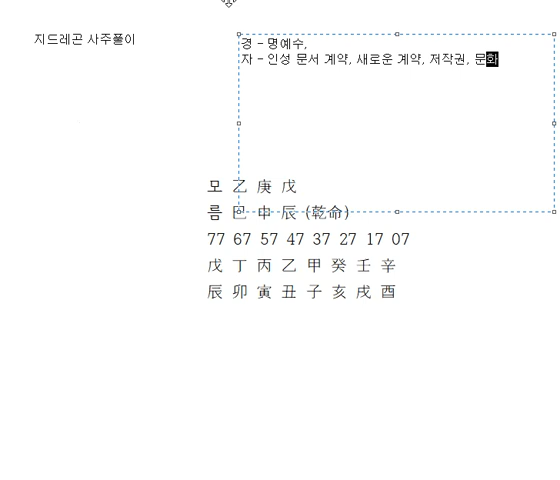 지드레곤 사주풀이
경 - 명예수,
자 - 인성 문서 계약, 새로운 계약, 저작권, 문화
모 乙 庚 戊
름 巳 申 辰 (乾命)
77 67 57 47 37 27 17 07
戊 丁 丙 乙 甲 癸 壬 辛
辰 卯 寅 丑 子 亥 戌 酉